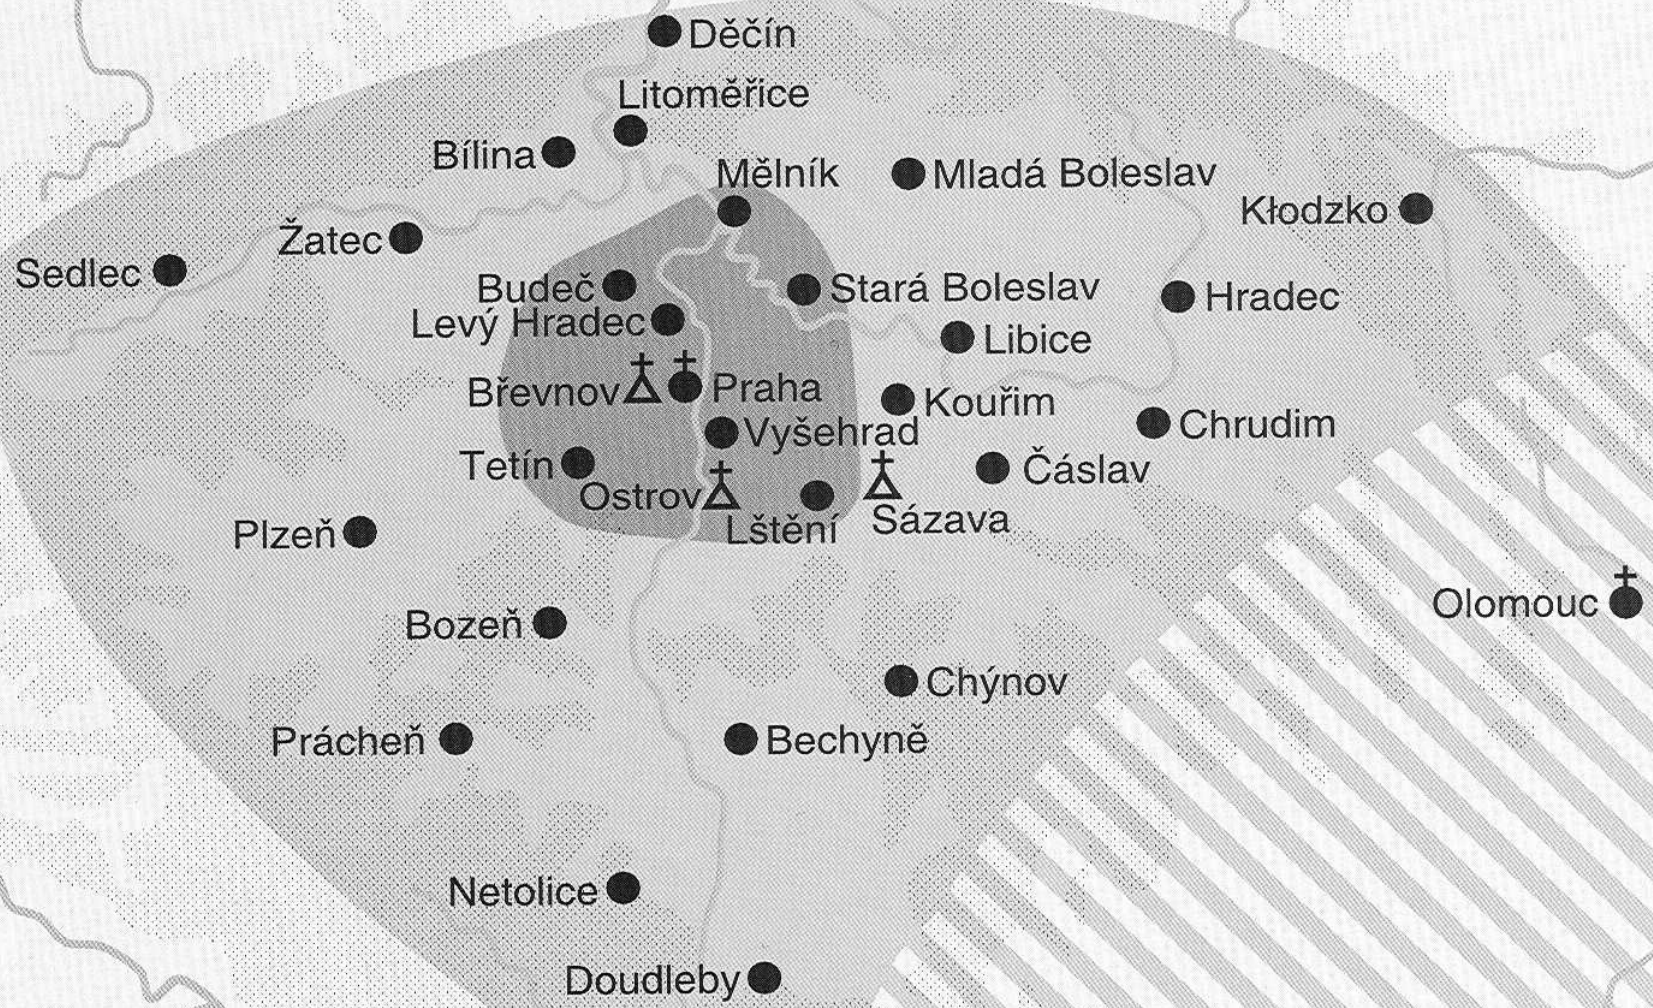 Děčín
Litoměřice
Bílina
Mělník
Mladá Boleslav
Kłodzko
Žatec
Sedlec
Budeč
Stará Boleslav
Hradec
Levý Hradec
Libice
Břevnov
Praha
Kouřim
Chrudim
Vyšehrad
Tetín
Čáslav
Ostrov
Lštění
Sázava
Plzeň
Olomouc
Bozeň
Chýnov
Prácheň
Bechyně
Netolice
Doudleby